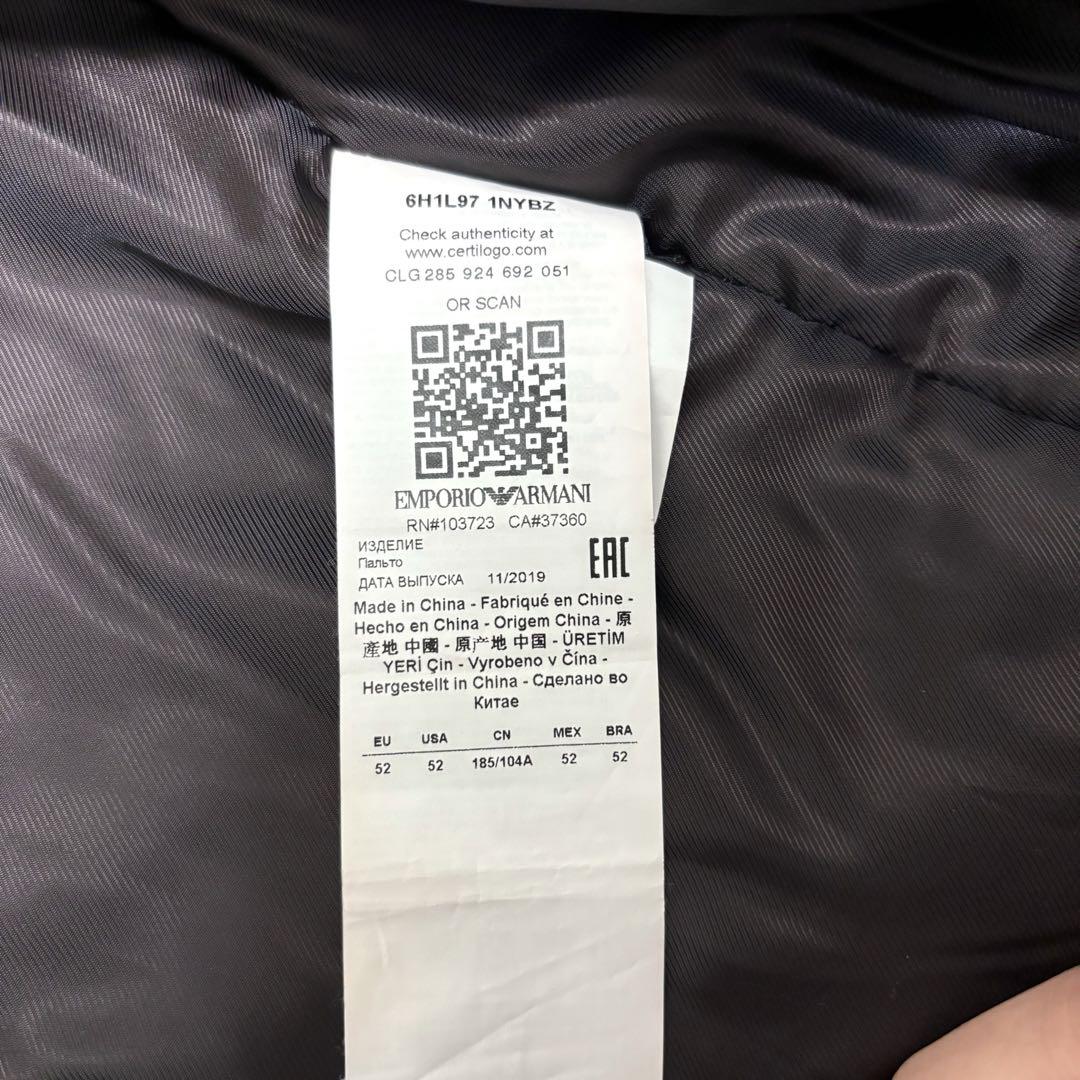 6H1L97 1NYBZ
Check authenticity at
www.certilogo.com
CLG 285 924 692 051
OR SCAN
EMPORIO ARMANI
RN#103723 CA#37360
ИЗДЕЛИЕ
Пальто
ДАТА ВЫПУСКА 11/2019
EAC
Made in China - Fabriqué en Chine -
Hecho en China - Origem China - 原
產地 中國 - 原产地 中国 - ÜRETİM
YERİ Çin - Vyrobeno v Čína -
Hergestellt in China - Сделано во
Китае
EU USA CN MEX BRA
52 52 185/104A 52 52